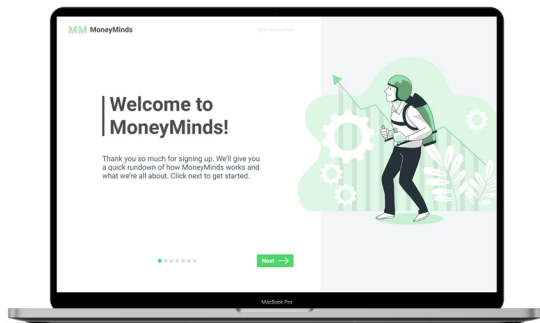 MM MoneyMinds
Welcome to
MoneyMinds!
Thank you so much for signing up. We'll give you
a quick rundown of how MoneyMinds works and
what we're all about. Click next to get started.
Next
MacBook Pro